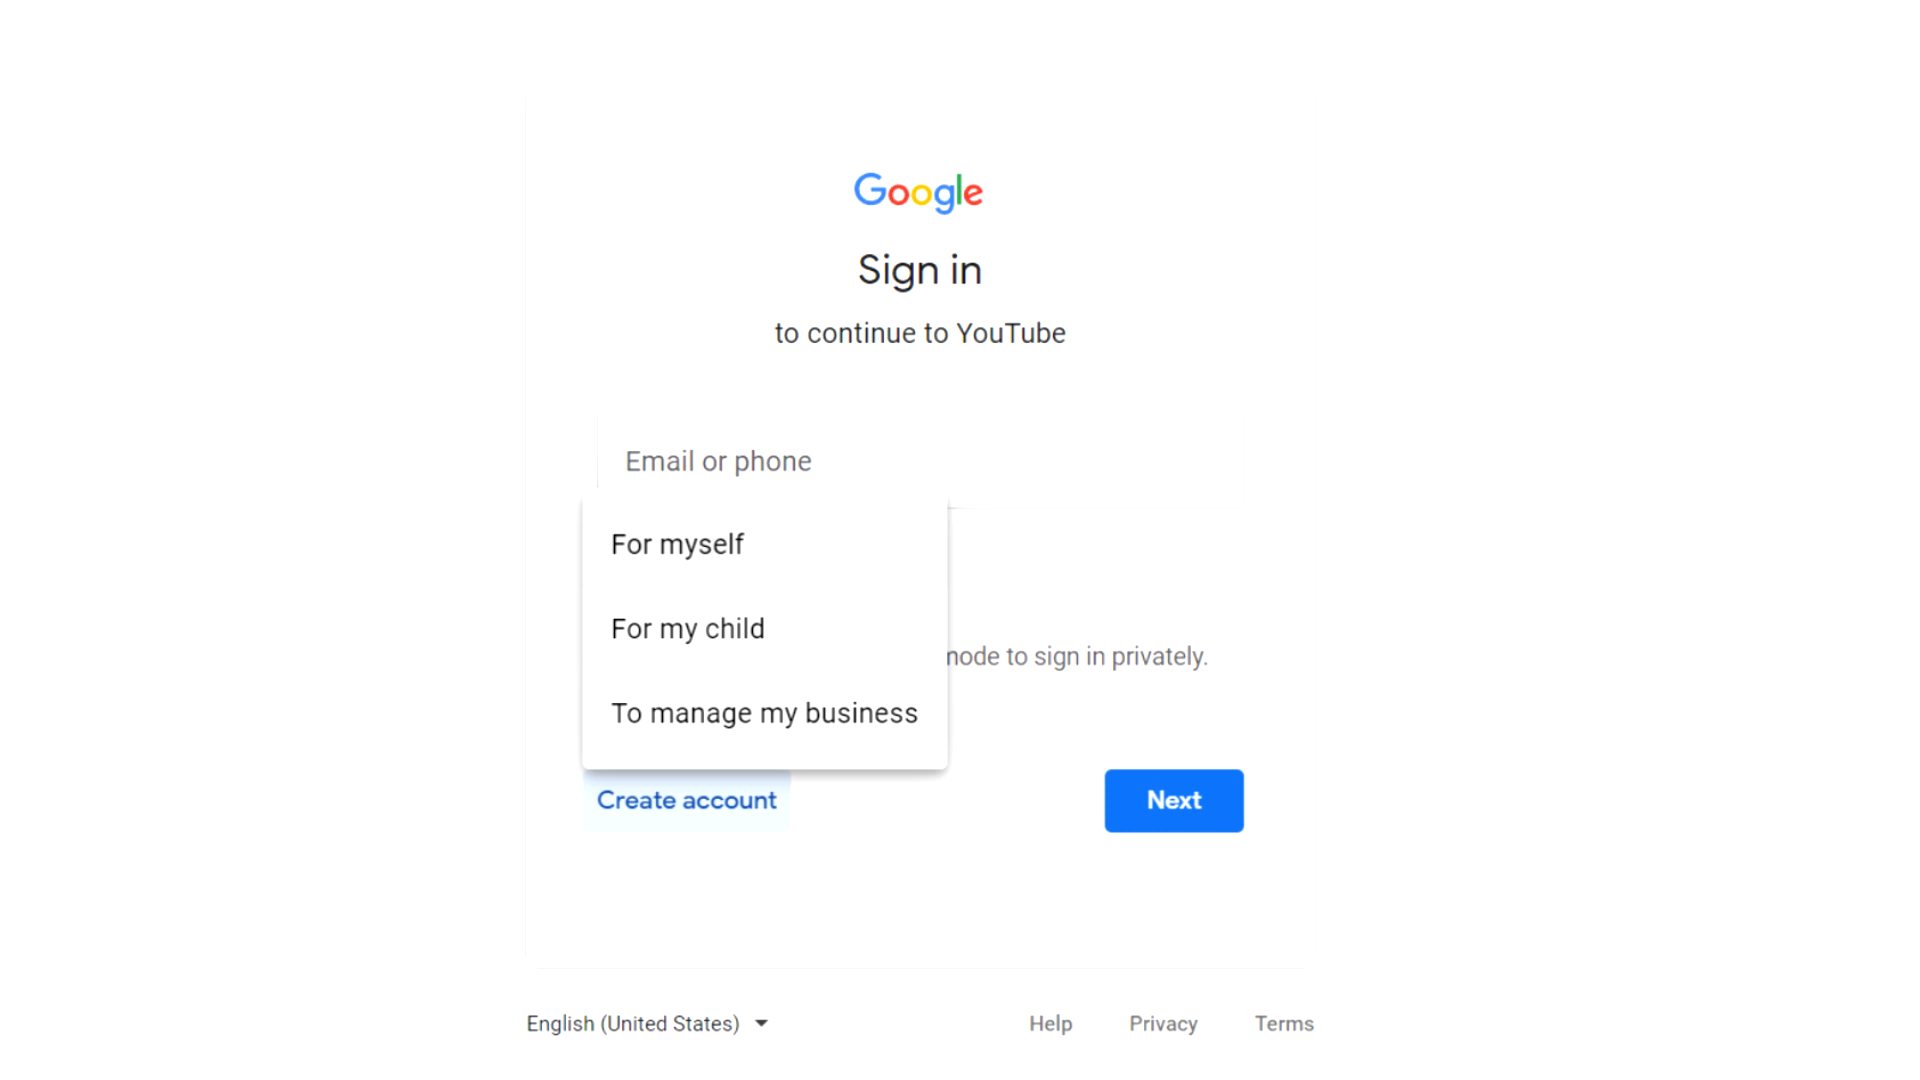 Google
Sign in
to continue to YouTube
Email or phone
For myself
For my child
mode to sign in privately.
To manage my business
Create account
Next
English (United States)
Help
Privacy
Terms